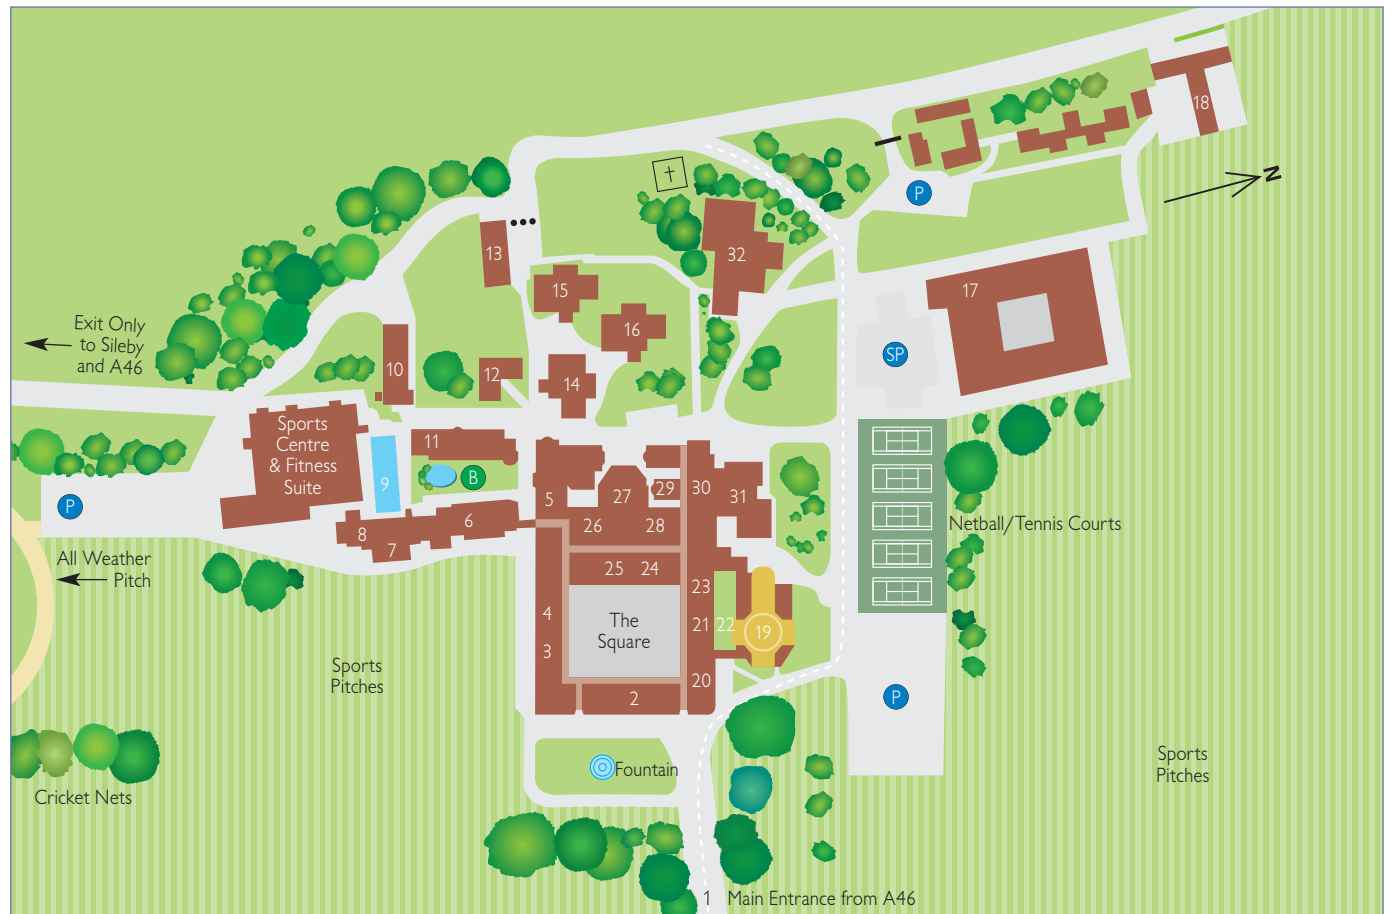 18
N
P
32
13
17
15
16
Exit Only
to Sileby
and A46
SP
10
12
14
Sports
Centre
& Fitness
Suite
11
9
B
5
27
29
30
31
P
6
26
28
8
7
Netball/Tennis Courts
All Weather
Pitch
25
24
23
4
The
Square
21
22
19
3
Sports
Pitches
20
2
P
Fountain
Sports
Pitches
Cricket Nets
1 Main Entrance from A46